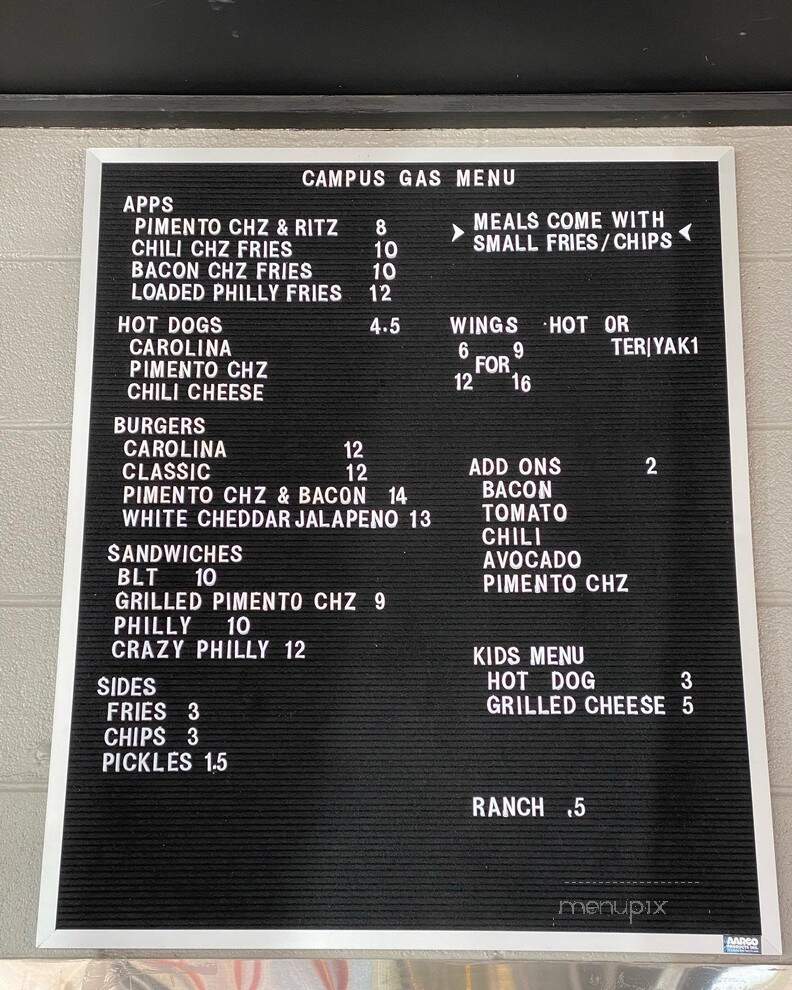 CAMPUS GAS MENU
APPS
PIMENTO CHZ & RITZ 8
CHILI CHZ FRIES 10
BACON CHZ FRIES 10
LOADED PHILLY FRIES 12
HOT DOGS 4.5
CAROLINA
PIMENTO CHZ
CHILI CHEESE
BURGERS
CAROLINA 12
CLASSIC 12
PIMENTO CHZ & BACON 14
WHITE CHEDDAR JALAPENO 13
SANDWICHES
BLT 10
GRILLED PIMENTO CHZ 9
PHILLY 10
CRAZY PHILLY 12
SIDES
FRIES 3
CHIPS 3
PICKLES 1.5
MEALS COME WITH
SMALL FRIES/CHIPS
WINGS HOT OR
TER|YAK1
6 FOR 9
12 FOR 16
ADD ONS 2
BACON
TOMATO
CHILI
AVOCADO
PIMENTO CHZ
KIDS MENU
HOT DOG 3
GRILLED CHEESE 5
RANCH .5
menupix
AARGO